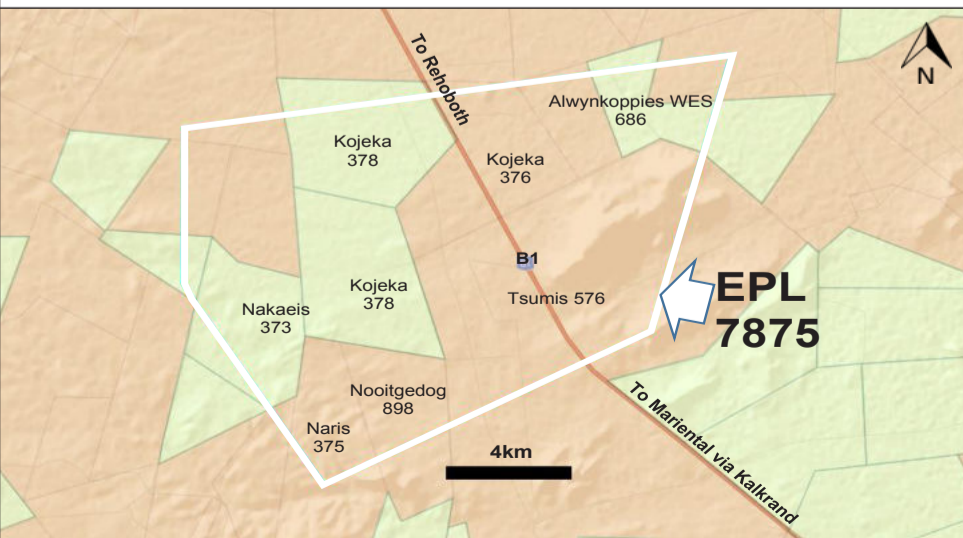 To Rehoboth
N
Alwynkoppies WES
686
Kojeka
378
Kojeka
376
B1
Kojeka
378
Tsumis 576
EPL
7875
Nakaeis
373
Nooitgedog
898
Naris
375
To Mariental via Kalkrand
4km